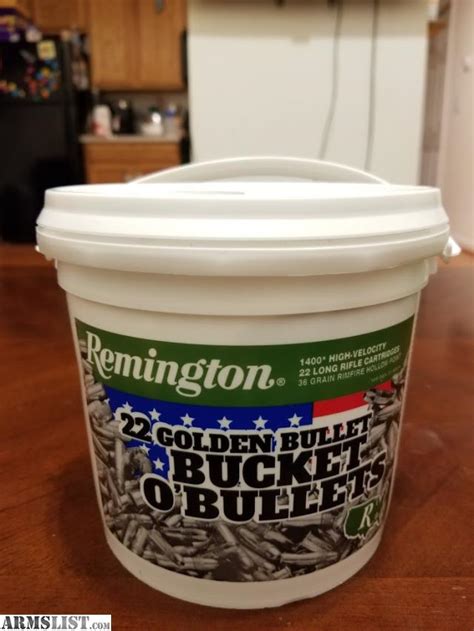 Remington®
1400* HIGH-VELOCITY
22 LONG RIFLE CARTRIDGES
36 GRAIN RIMFIRE HOLLOW POINT
22 GOLDEN BULLET
BUCKET
O'BULLETS
R
ARMSLIST.COM